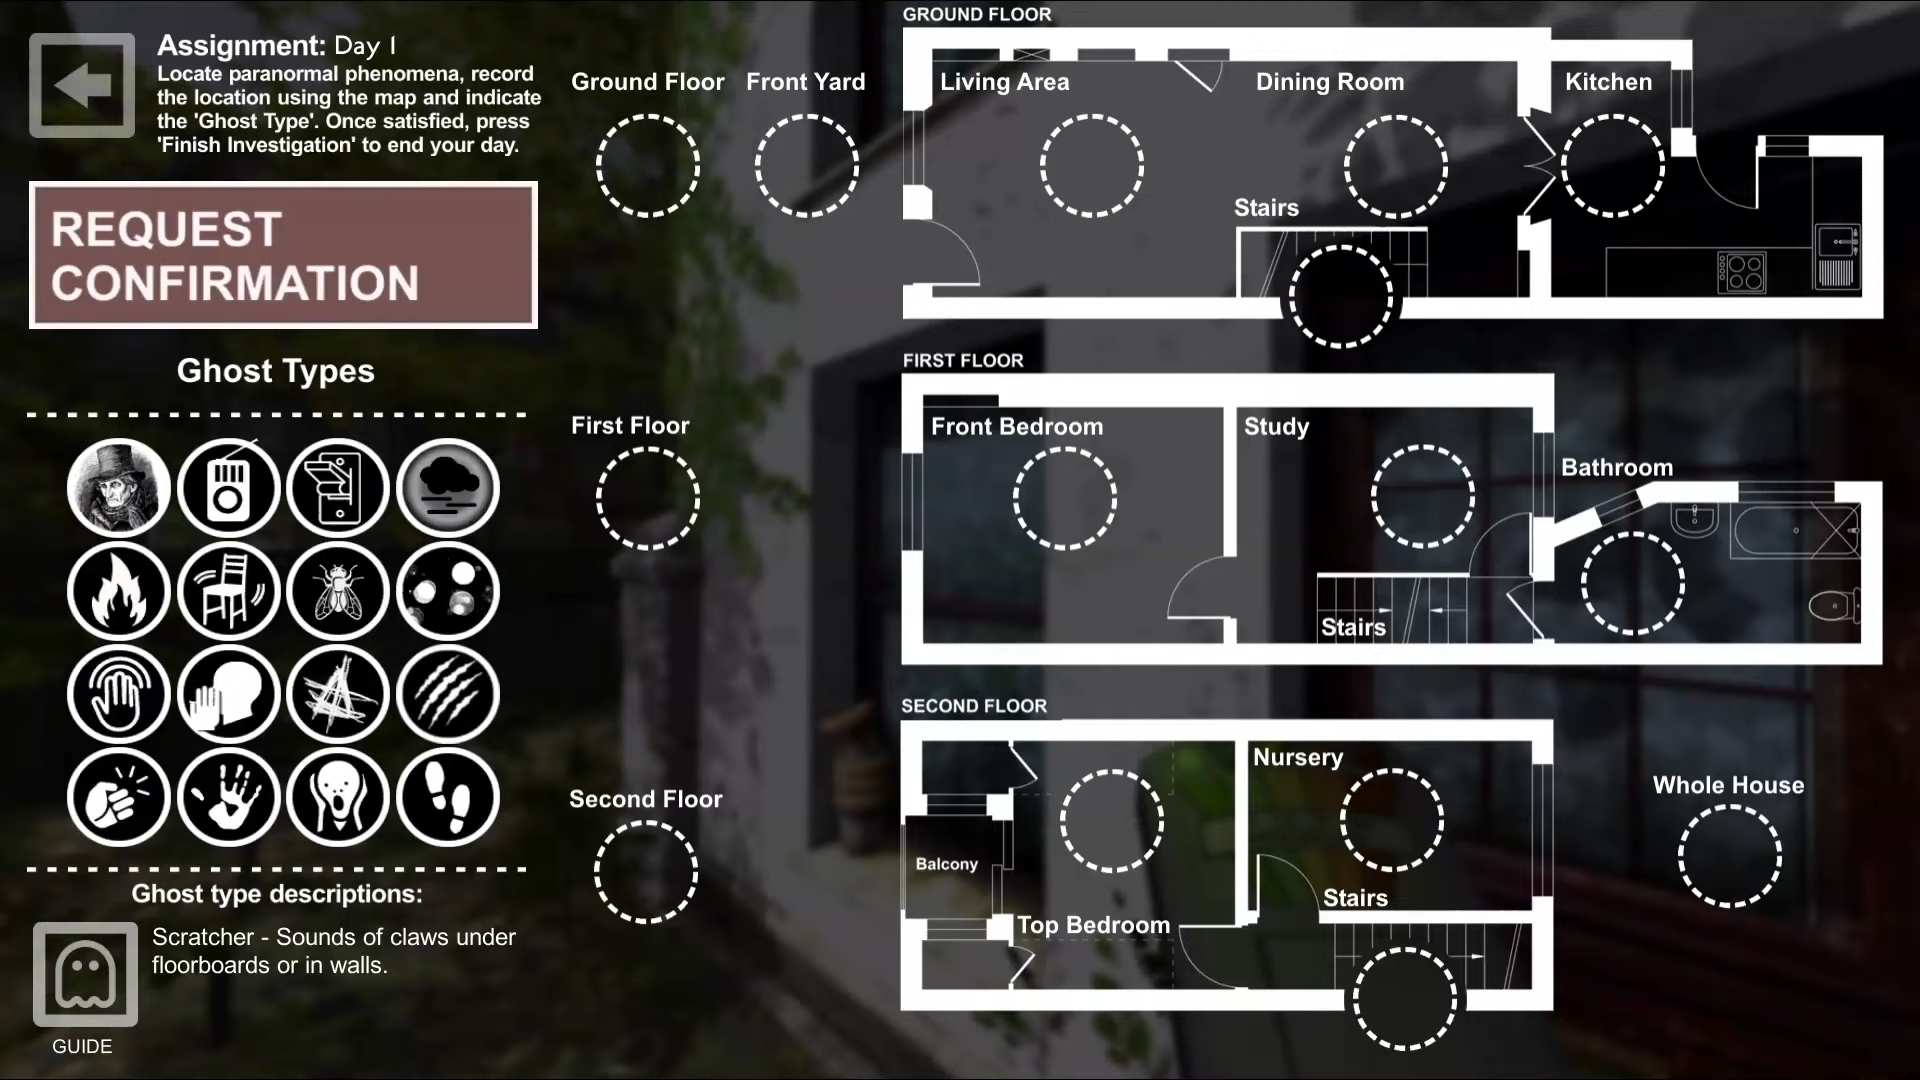 Assignment: Day 1
Locate paranormal phenomena, record
the location using the map and indicate
the 'Ghost Type'. Once satisfied, press
'Finish Investigation' to end your day.
REQUEST
CONFIRMATION
Ghost Types
Ghost type descriptions:
Scratcher - Sounds of claws under
floorboards or in walls.
GUIDE
GROUND FLOOR
Ground Floor
Front Yard
Living Area
Dining Room
Kitchen
Stairs
FIRST FLOOR
First Floor
Front Bedroom
Study
Bathroom
Stairs
SECOND FLOOR
Second Floor
Nursery
Whole House
Balcony
Stairs
Top Bedroom